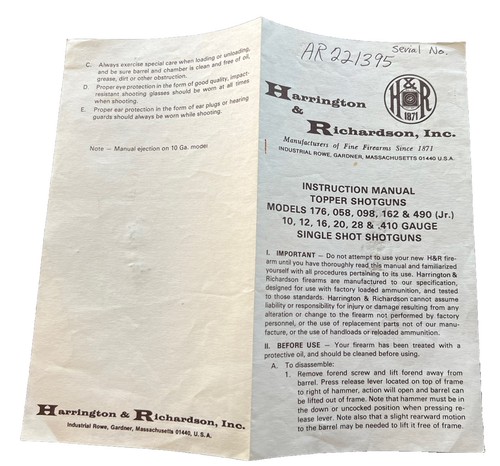 C. Always exercise special care when loading or unloading,
and be sure barrel and chamber is clean and free of oil,
grease, dirt or other obstruction.
D. Proper eye protection in the form of good quality, impact-
resistant shooting glasses should be worn at all times
when shooting.
E. Proper ear protection in the form of ear plugs or hearing
guards should always be worn while shooting.
Note — Manual ejection on 10 Ga. model
Harrington & Richardson, Inc.
Industrial Rowe, Gardner, Massachusetts 01440, U. S. A.
AR221395 Serial No.
H&R
1871
Harrington
&
Richardson, Inc.
Manufacturers of Fine Firearms Since 1871
INDUSTRIAL ROWE, GARDNER, MASSACHUSETTS 01440 U.S.A.
INSTRUCTION MANUAL
TOPPER SHOTGUNS
MODELS 176, 058, 098, 162 & 490 (Jr.)
10, 12, 16, 20, 28 & .410 GAUGE
SINGLE SHOT SHOTGUNS
I. IMPORTANT — Do not attempt to use your new H&R fire-
arm until you have thoroughly read this manual and familiarized
yourself with all procedures pertaining to its use. Harrington &
Richardson firearms are manufactured to our specification,
designed for use with factory loaded ammunition, and tested
to those standards. Harrington & Richardson cannot assume
liability or responsibility for injury or damage resulting from any
alteration or change to the firearm not performed by factory
personnel, or the use of replacement parts not of our manu-
facture, or the use of handloads or reloaded ammunition.
II. BEFORE USE — Your firearm has been treated with a
protective oil, and should be cleaned before using.
A. To disassemble:
1. Remove forend screw and lift forend away from
barrel. Press release lever located on top of frame
to right of hammer, action will open and barrel can
be lifted out of frame. Note that hammer must be in
the down or uncocked position when pressing re-
lease lever. Note also that a slight rearward motion
to the barrel may be needed to lift it free of frame.